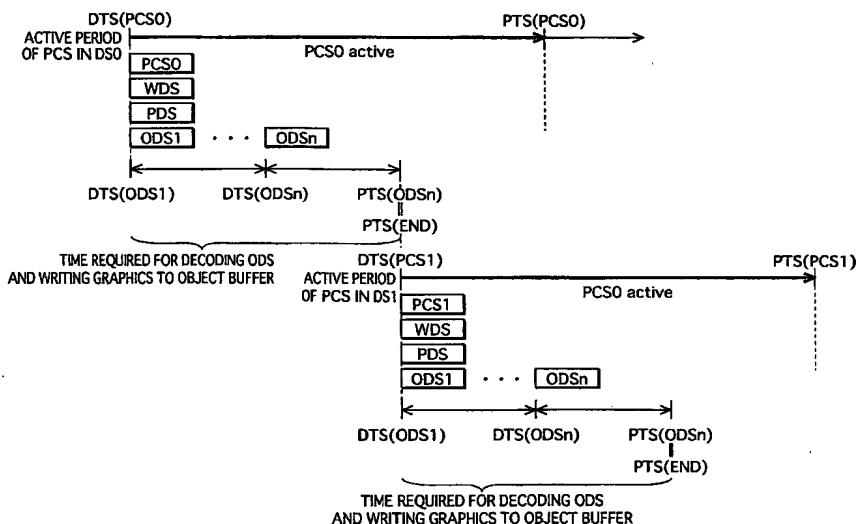 DTS(PCS0) PTS(PCS0)
ACTIVE PERIOD
OF PCS IN DS0
PCS0 active
PCS0
WDS
PDS
ODS1 · · · ODSn
DTS(ODS1) DTS(ODSn) PTS(ODSn)
PTS(END)
TIME REQUIRED FOR DECODING ODS
AND WRITING GRAPHICS TO OBJECT BUFFER
DTS(PCS1) PTS(PCS1)
ACTIVE PERIOD
OF PCS IN DS1
PCS0 active
PCS1
WDS
PDS
ODS1 · · · ODSn
DTS(ODS1) DTS(ODSn) PTS(ODSn)
PTS(END)
TIME REQUIRED FOR DECODING ODS
AND WRITING GRAPHICS TO OBJECT BUFFER